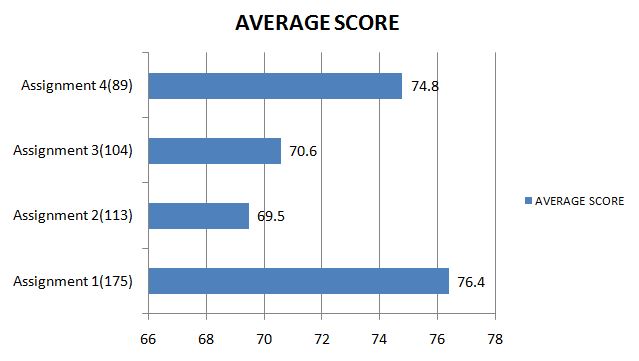 AVERAGE SCORE
Assignment 4(89)
74.8
Assignment 3(104)
70.6
Assignment 2(113)
69.5
Assignment 1(175)
76.4
AVERAGE SCORE
66 68 70 72 74 76 78